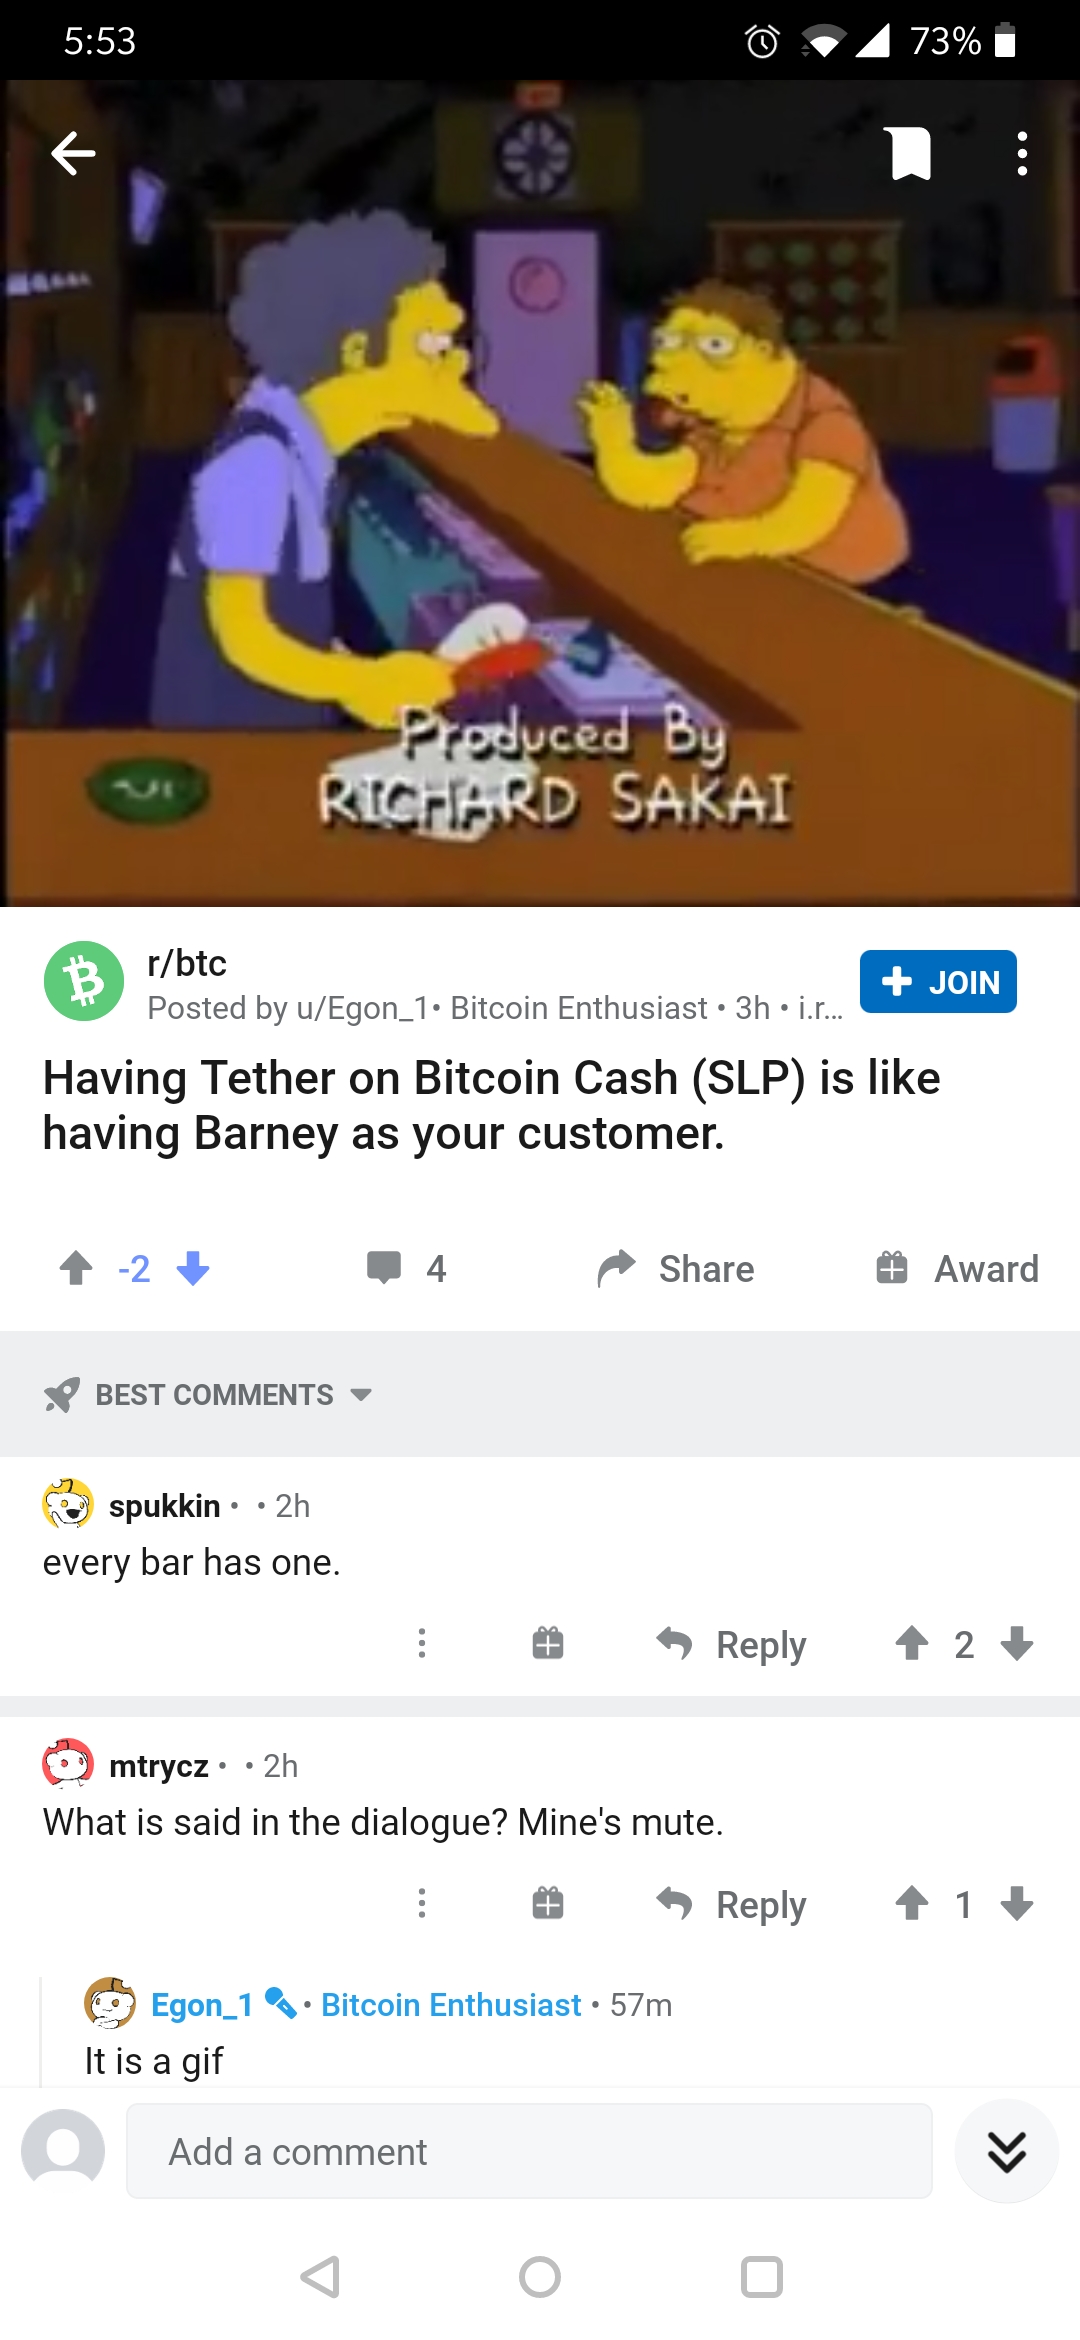 5:53
73%
Produced By
RICHARD SAKAI
r/btc
Posted by u/Egon_1• Bitcoin Enthusiast • 3h • i.r...
JOIN
Having Tether on Bitcoin Cash (SLP) is like
having Barney as your customer.
-2
4
Share
Award
BEST COMMENTS
spukkin • • 2h
every bar has one.
Reply
2
mtrycz • • 2h
What is said in the dialogue? Mine's mute.
Reply
1
Egon_1 • Bitcoin Enthusiast • 57m
It is a gif
Add a comment